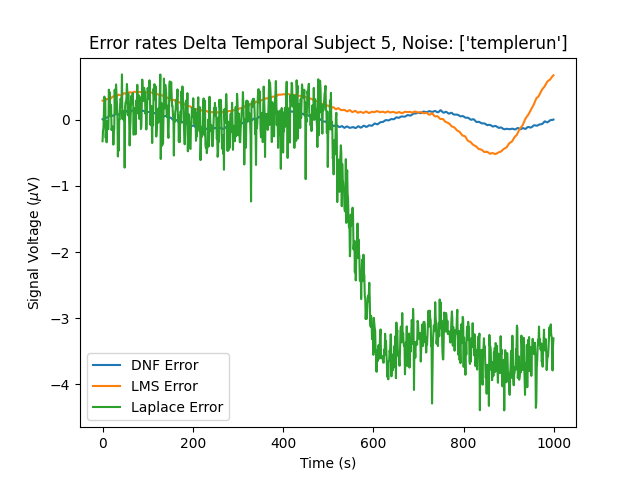 Error rates Delta Temporal Subject 5, Noise: ['templerun']
Signal Voltage (μV)
0
−1
−2
−3
−4
DNF Error
LMS Error
Laplace Error
0 200 400 600 800 1000
Time (s)